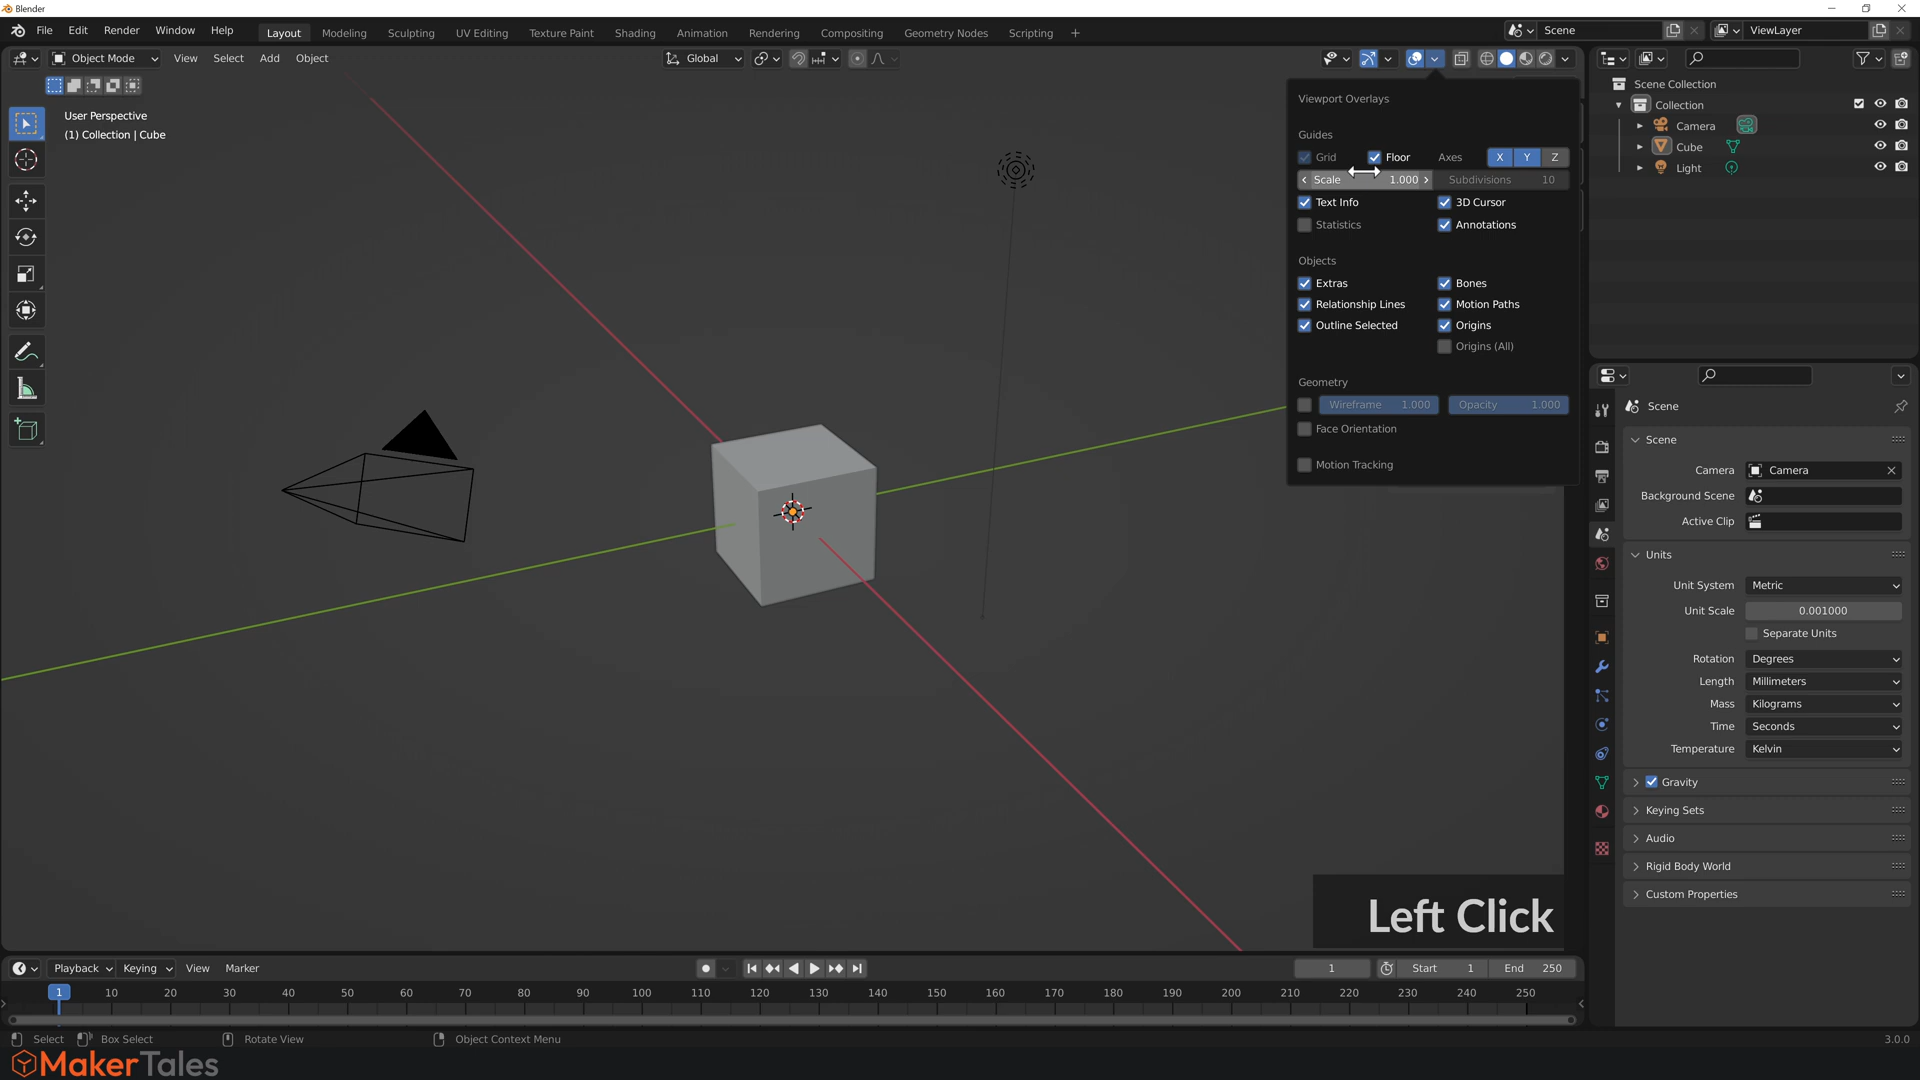 Blender
File Edit Render Window Help Layout Modeling Sculpting UV Editing Texture Paint Shading Animation Rendering Compositing Geometry Nodes Scripting + Scene ViewLayer
Object Mode View Select Add Object Global
User Perspective
(1) Collection | Cube
Viewport Overlays
Guides
Grid Floor Axes X Y Z
Scale 1.000 Subdivisions 10
Text Info 3D Cursor
Statistics Annotations
Objects
Extras Bones
Relationship Lines Motion Paths
Outline Selected Origins
Origins (All)
Geometry
Wireframe 1.000 Opacity 1.000
Face Orientation
Motion Tracking
Scene Collection
Collection
Camera
Cube
Light
Scene
Scene
Camera Camera
Background Scene
Active Clip
Units
Unit System Metric
Unit Scale 0.001000
Separate Units
Rotation Degrees
Length Millimeters
Mass Kilograms
Time Seconds
Temperature Kelvin
Gravity
Keying Sets
Audio
Rigid Body World
Custom Properties
Left Click
Playback Keying View Marker 1 Start 1 End 250
1 10 20 30 40 50 60 70 80 90 100 110 120 130 140 150 160 170 180 190 200 210 220 230 240 250
Select Box Select Rotate View Object Context Menu 3.0.0
MakerTales